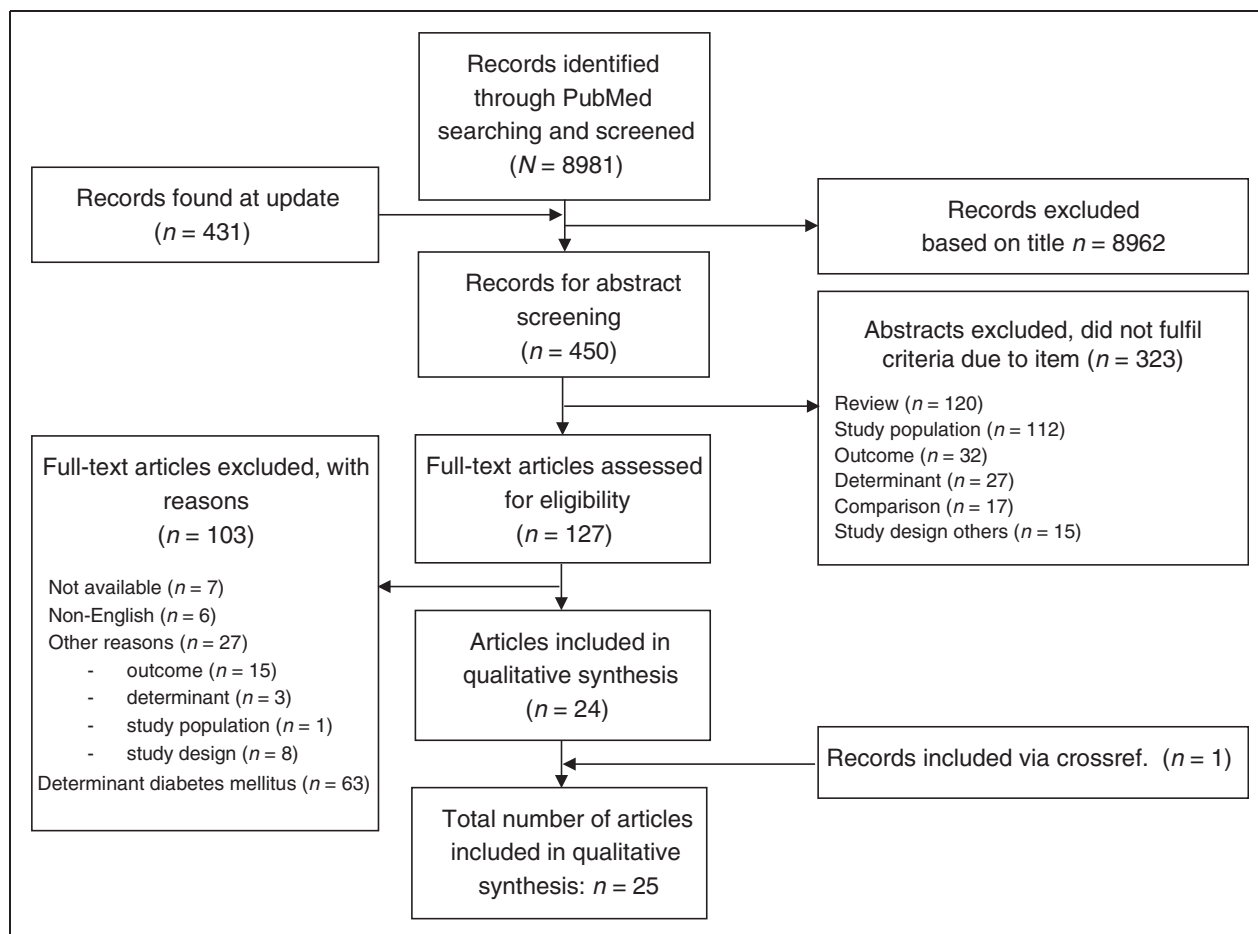 Records identified
through PubMed
searching and screened
(N = 8981)
Records found at update
(n = 431)
Records excluded
based on title n = 8962
Records for abstract
screening
(n = 450)
Abstracts excluded, did not fulfil
criteria due to item (n = 323)
Review (n = 120)
Study population (n = 112)
Outcome (n = 32)
Determinant (n = 27)
Comparison (n = 17)
Study design others (n = 15)
Full-text articles assessed
for eligibility
(n = 127)
Full-text articles excluded, with
reasons
(n = 103)
Not available (n = 7)
Non-English (n = 6)
Other reasons (n = 27)
- outcome (n = 15)
- determinant (n = 3)
- study population (n = 1)
- study design (n = 8)
Determinant diabetes mellitus (n = 63)
Articles included in
qualitative synthesis
(n = 24)
Records included via crossref. (n = 1)
Total number of articles
included in qualitative
synthesis: n = 25